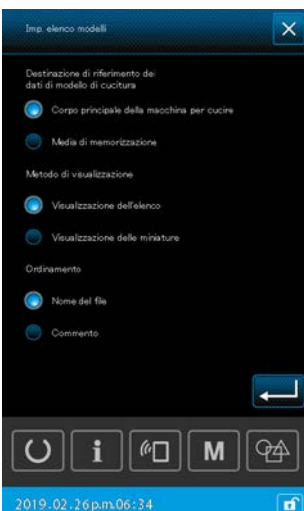 Imp. elenco modelli
Destinazione di riferimento dei
dati di modello di cucitura
Corpo principale della macchina per cucire
Media di memorizzazione
Metodo di visualizzazione
Visualizzazione dell'elenco
Visualizzazione delle miniature
Ordinamento
Nome del file
Commento
i
M
2019.02.26p.m.06:34